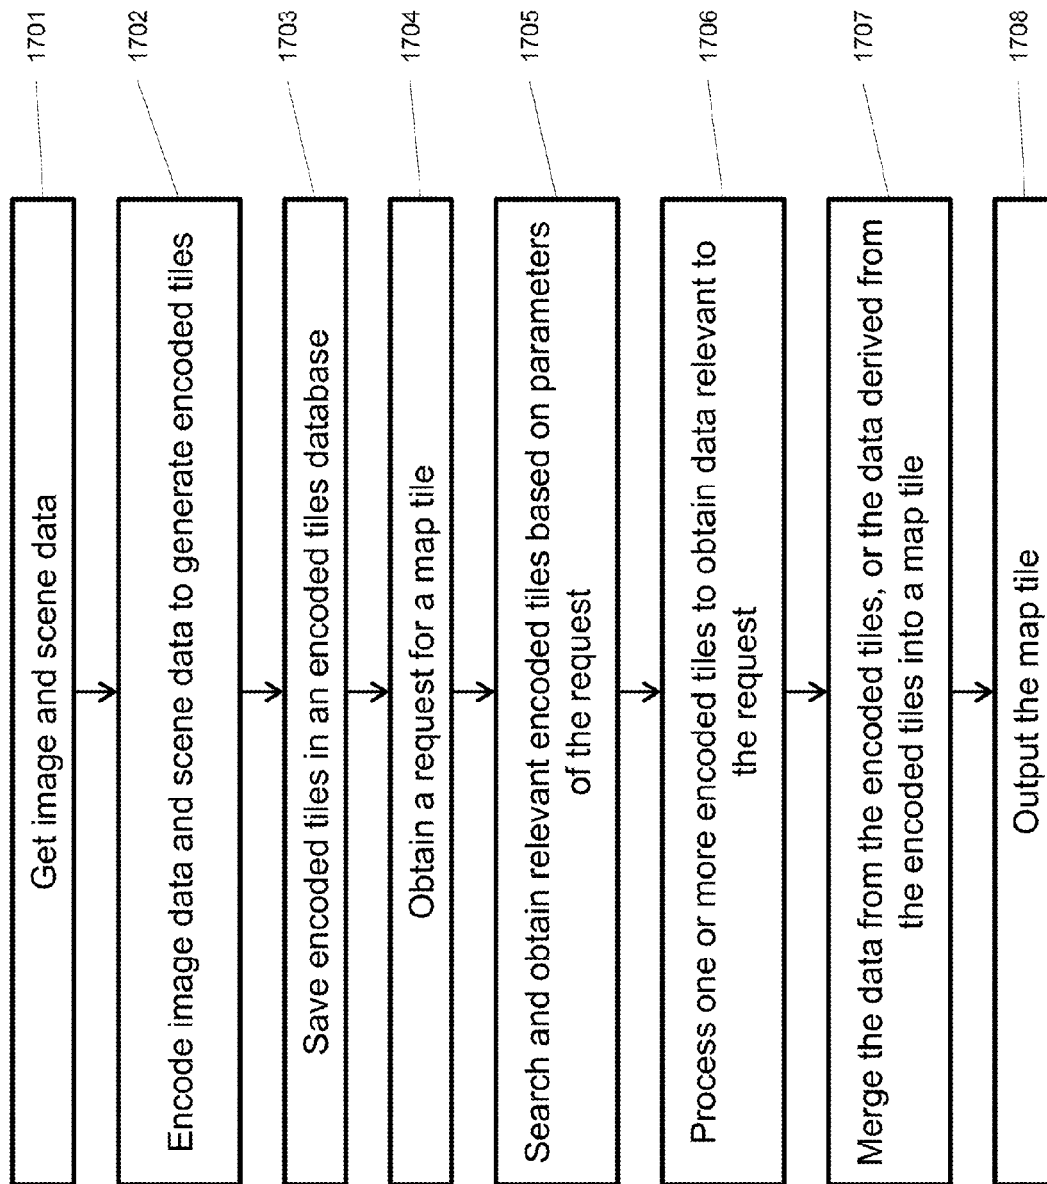 1701
Get image and scene data
1702
Encode image data and scene data to generate encoded tiles
1703
Save encoded tiles in an encoded tiles database
1704
Obtain a request for a map tile
1705
Search and obtain relevant encoded tiles based on parameters
of the request
1706
Process one or more encoded tiles to obtain data relevant to
the request
1707
Merge the data from the encoded tiles, or the data derived from
the encoded tiles into a map tile
1708
Output the map tile